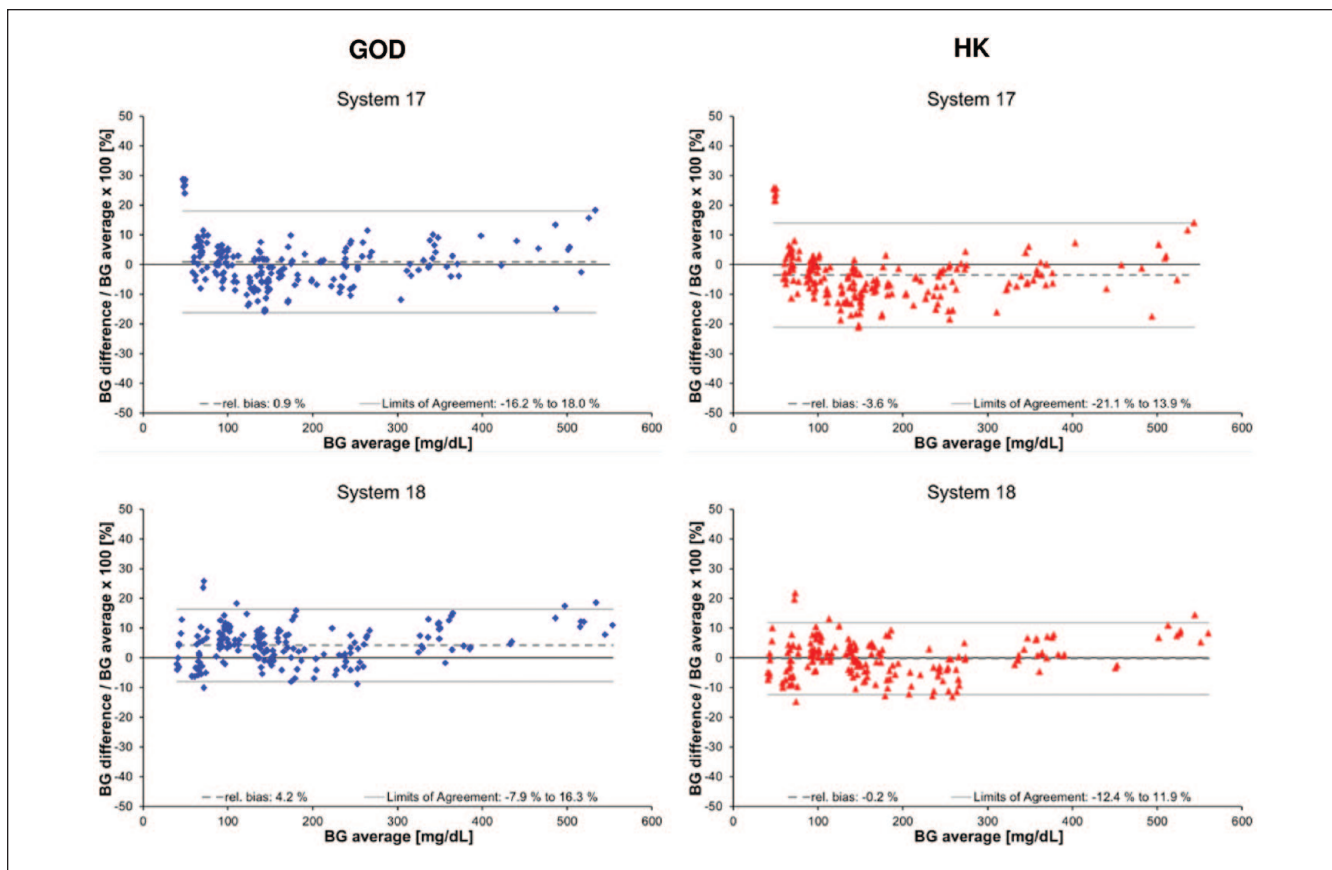 GOD
HK
System 17
BG difference / BG average x 100 [%]
50
40
30
20
10
0
-10
-20
-30
-40
-50
rel. bias: 0.9 %
Limits of Agreement: -16.2 % to 18.0 %
0 100 200 300 400 500 600
BG average [mg/dL]
System 17
BG difference / BG average x 100 [%]
50
40
30
20
10
0
-10
-20
-30
-40
-50
rel. bias: -3.6 %
Limits of Agreement: -21.1 % to 13.9 %
0 100 200 300 400 500 600
BG average [mg/dL]
System 18
BG difference / BG average x 100 [%]
50
40
30
20
10
0
-10
-20
-30
-40
-50
rel. bias: 4.2 %
Limits of Agreement: -7.9 % to 16.3 %
0 100 200 300 400 500 600
BG average [mg/dL]
System 18
BG difference / BG average x 100 [%]
50
40
30
20
10
0
-10
-20
-30
-40
-50
rel. bias: -0.2 %
Limits of Agreement: -12.4 % to 11.9 %
0 100 200 300 400 500 600
BG average [mg/dL]